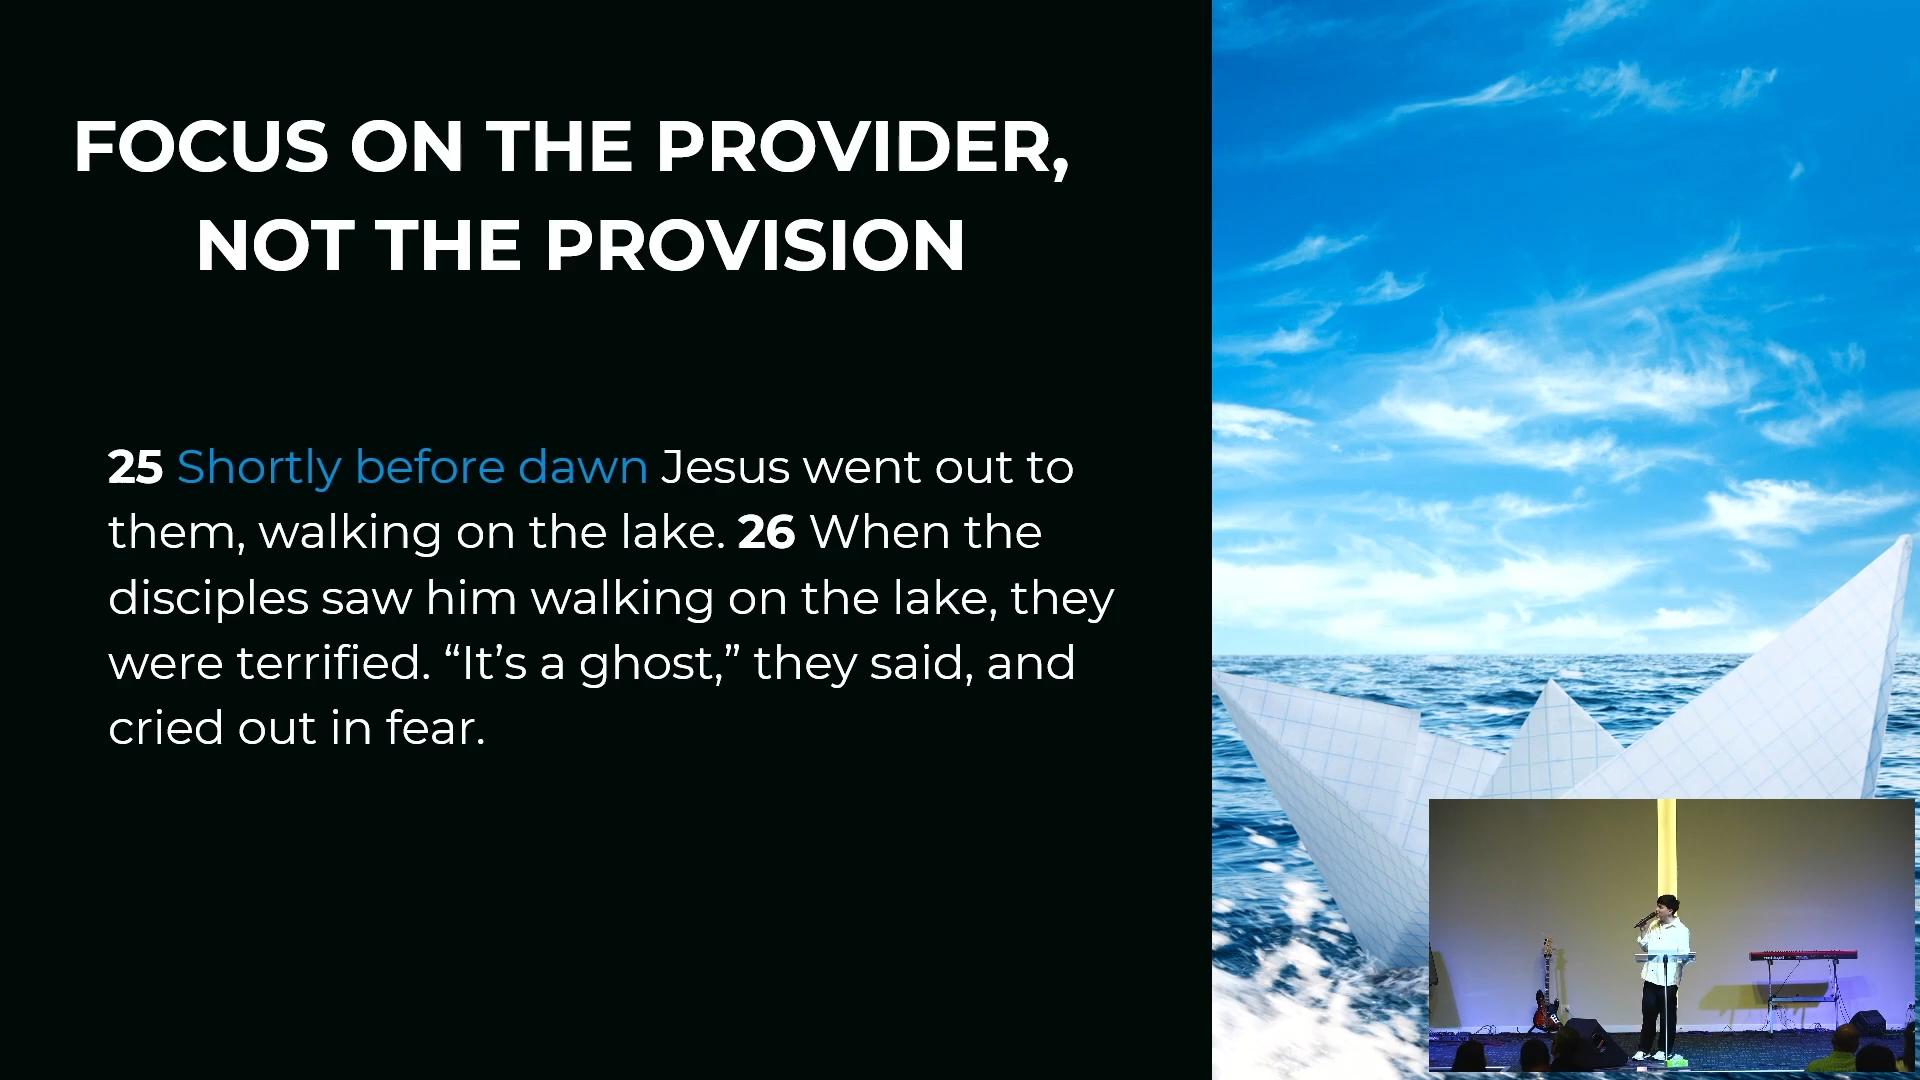 FOCUS ON THE PROVIDER,
NOT THE PROVISION
25 Shortly before dawn Jesus went out to
them, walking on the lake. 26 When the
disciples saw him walking on the lake, they
were terrified. “It’s a ghost,” they said, and
cried out in fear.